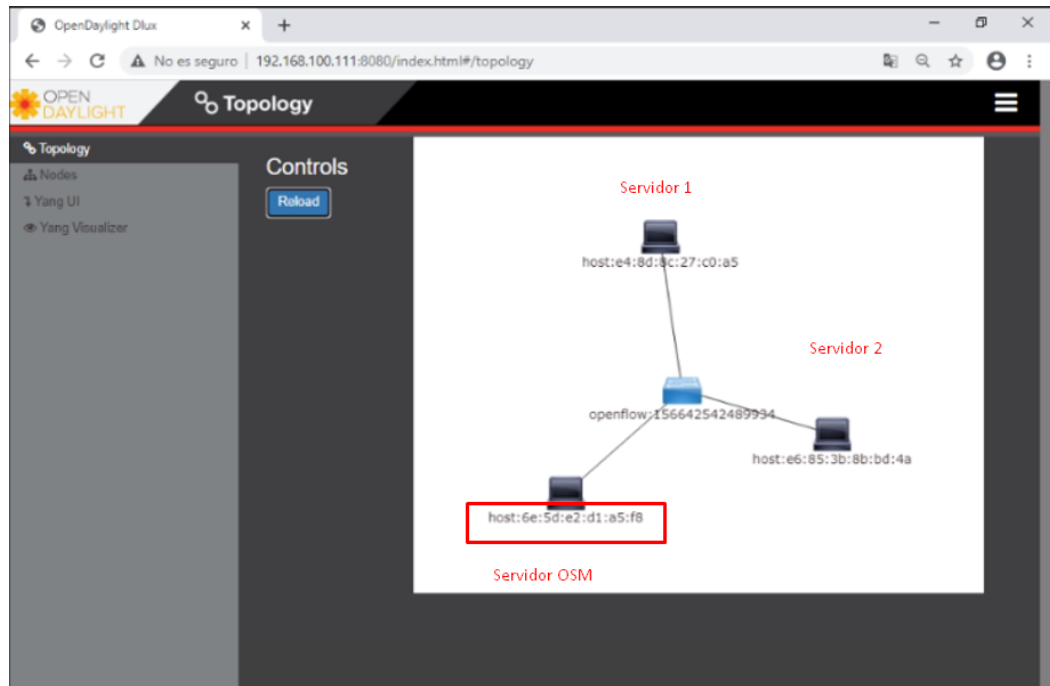 OpenDaylight Dlux
No es seguro | 192.168.100.111:8080/index.html#/topology
OPEN
DAYLIGHT
Topology
Topology
Nodes
Yang UI
Yang Visualizer
Controls
Reload
Servidor 1
host:e4:8d:8c:27:c0:a5
Servidor 2
openflow:156642542489934
host:e6:85:3b:8b:bd:4a
host:6e:5d:e2:d1:a5:f8
Servidor OSM